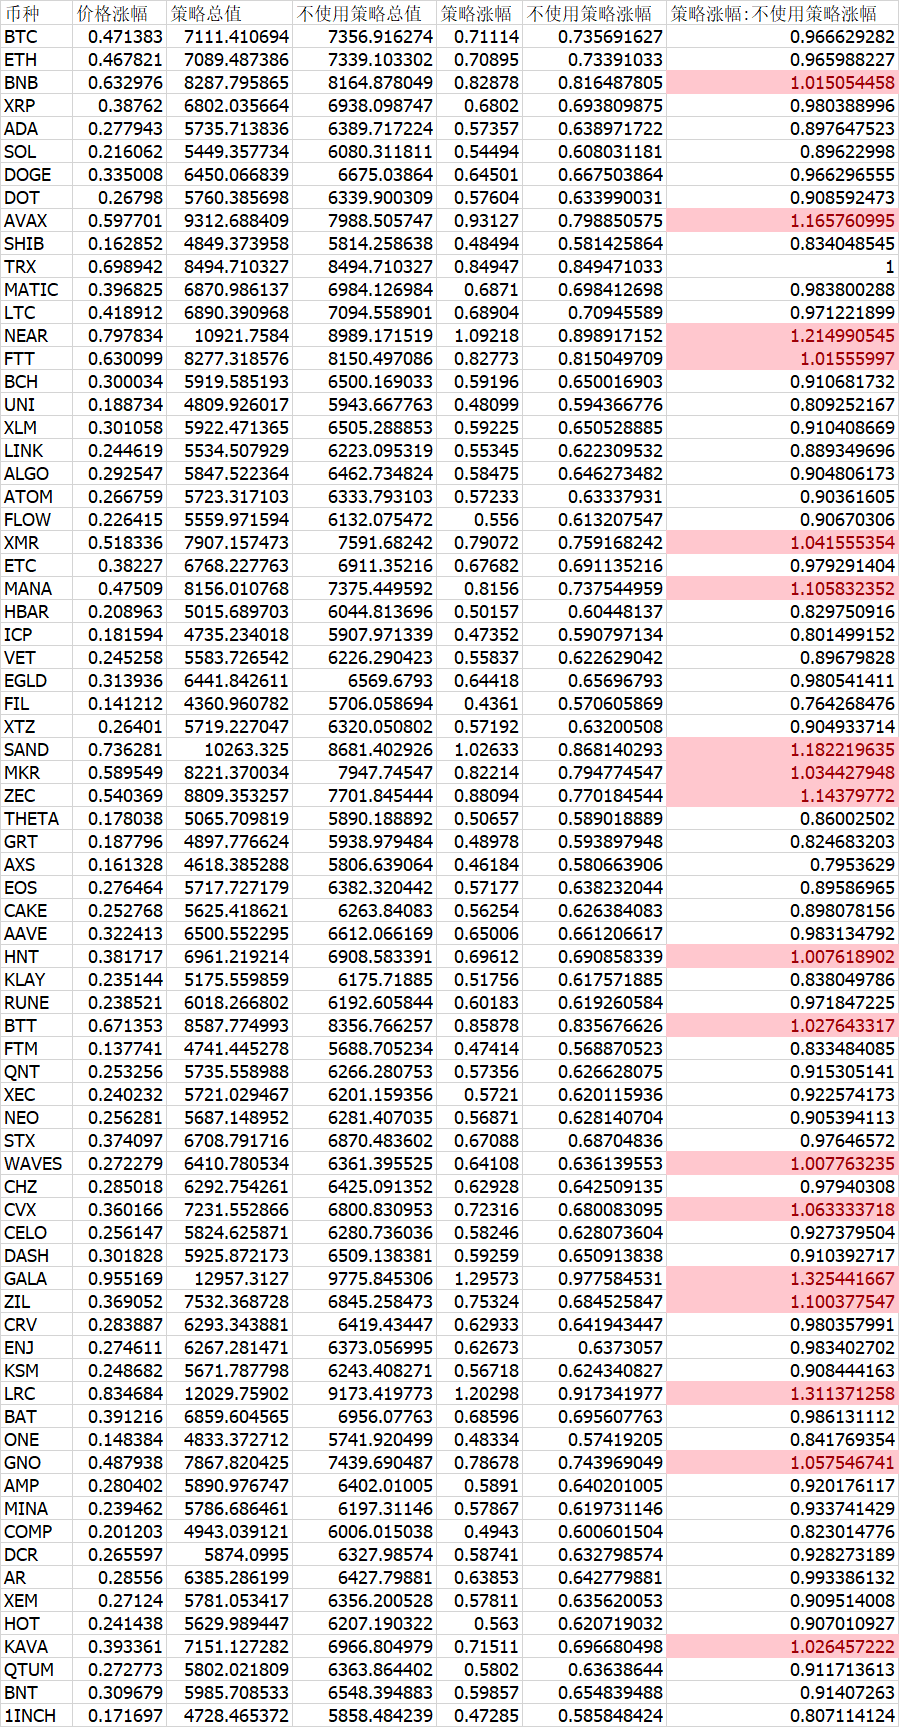 币种 价格涨幅 策略总值 不使用策略总值 策略涨幅 不使用策略涨幅 策略涨幅:不使用策略涨幅
BTC 0.471383 7111.410694 7356.916274 0.71114 0.735691627 0.966629282
ETH 0.467821 7089.487386 7339.103302 0.70895 0.73391033 0.965988227
BNB 0.632976 8287.795865 8164.878049 0.82878 0.816487805 1.015054458
XRP 0.38762 6802.035664 6938.098747 0.6802 0.693809875 0.980388996
ADA 0.277943 5735.713836 6389.717224 0.57357 0.638971722 0.897647523
SOL 0.216062 5449.357734 6080.311811 0.54494 0.608031181 0.89622998
DOGE 0.335008 6450.066839 6675.03864 0.64501 0.667503864 0.966296555
DOT 0.26798 5760.385698 6339.900309 0.57604 0.633990031 0.908592473
AVAX 0.597701 9312.688409 7988.505747 0.93127 0.798850575 1.165760995
SHIB 0.162852 4849.373958 5814.258638 0.48494 0.581425864 0.834048545
TRX 0.698942 8494.710327 8494.710327 0.84947 0.849471033 1
MATIC 0.396825 6870.986137 6984.126984 0.6871 0.698412698 0.983800288
LTC 0.418912 6890.390968 7094.558901 0.68904 0.70945589 0.971221899
NEAR 0.797834 10921.7584 8989.171519 1.09218 0.898917152 1.214990545
FTT 0.630099 8277.318576 8150.497086 0.82773 0.815049709 1.01555997
BCH 0.300034 5919.585193 6500.169033 0.59196 0.650016903 0.910681732
UNI 0.188734 4809.926017 5943.667763 0.48099 0.594366776 0.809252167
XLM 0.301058 5922.471365 6505.288853 0.59225 0.650528885 0.910408669
LINK 0.244619 5534.507929 6223.095319 0.55345 0.622309532 0.889349696
ALGO 0.292547 5847.522364 6462.734824 0.58475 0.646273482 0.904806173
ATOM 0.266759 5723.317103 6333.793103 0.57233 0.63337931 0.90361605
FLOW 0.226415 5559.971594 6132.075472 0.556 0.613207547 0.90670306
XMR 0.518336 7907.157473 7591.68242 0.79072 0.759168242 1.041555354
ETC 0.38227 6768.227763 6911.35216 0.67682 0.691135216 0.979291404
MANA 0.47509 8156.010768 7375.449592 0.8156 0.737544959 1.105832352
HBAR 0.208963 5015.689703 6044.813696 0.50157 0.60448137 0.829750916
ICP 0.181594 4735.234018 5907.971339 0.47352 0.590797134 0.801499152
VET 0.245258 5583.726542 6226.290423 0.55837 0.622629042 0.89679828
EGLD 0.313936 6441.842611 6569.6793 0.64418 0.65696793 0.980541411
FIL 0.141212 4360.960782 5706.058694 0.4361 0.570605869 0.764268476
XTZ 0.26401 5719.227047 6320.050802 0.57192 0.63200508 0.904933714
SAND 0.736281 10263.325 8681.402926 1.02633 0.868140293 1.182219635
MKR 0.589549 8221.370034 7947.74547 0.82214 0.794774547 1.034427948
ZEC 0.540369 8809.353257 7701.845444 0.88094 0.770184544 1.14379772
THETA 0.178038 5065.709819 5890.188892 0.50657 0.589018889 0.86002502
GRT 0.187796 4897.776624 5938.979484 0.48978 0.593897948 0.824683203
AXS 0.161328 4618.385288 5806.639064 0.46184 0.580663906 0.7953629
EOS 0.276464 5717.727179 6382.320442 0.57177 0.638232044 0.89586965
CAKE 0.252768 5625.418621 6263.84083 0.56254 0.626384083 0.898078156
AAVE 0.322413 6500.552295 6612.066169 0.65006 0.661206617 0.983134792
HNT 0.381717 6961.219214 6908.583391 0.69612 0.690858339 1.007618902
KLAY 0.235144 5175.559859 6175.71885 0.51756 0.617571885 0.838049786
RUNE 0.238521 6018.266802 6192.605844 0.60183 0.619260584 0.971847225
BTT 0.671353 8587.774993 8356.766257 0.85878 0.835676626 1.027643317
FTM 0.137741 4741.445278 5688.705234 0.47414 0.568870523 0.833484085
QNT 0.253256 5735.558988 6266.280753 0.57356 0.626628075 0.915305141
XEC 0.240232 5721.029467 6201.159356 0.5721 0.620115936 0.922574173
NEO 0.256281 5687.148952 6281.407035 0.56871 0.628140704 0.905394113
STX 0.374097 6708.791716 6870.483602 0.67088 0.68704836 0.97646572
WAVES 0.272279 6410.780534 6361.395525 0.64108 0.636139553 1.007763235
CHZ 0.285018 6292.754261 6425.091352 0.62928 0.642509135 0.97940308
CVX 0.360166 7231.552866 6800.830953 0.72316 0.680083095 1.063333718
CELO 0.256147 5824.625871 6280.736036 0.58246 0.628073604 0.927379504
DASH 0.301828 5925.872173 6509.138381 0.59259 0.650913838 0.910392717
GALA 0.955169 12957.3127 9775.845306 1.29573 0.977584531 1.325441667
ZIL 0.369052 7532.368728 6845.258473 0.75324 0.684525847 1.100377547
CRV 0.283887 6293.343881 6419.43447 0.62933 0.641943447 0.980357991
ENJ 0.274611 6267.281471 6373.056995 0.62673 0.6373057 0.983402702
KSM 0.248682 5671.787798 6243.408271 0.56718 0.624340827 0.908444163
LRC 0.834684 12029.75902 9173.419773 1.20298 0.917341977 1.311371258
BAT 0.391216 6859.604565 6956.07763 0.68596 0.695607763 0.986131112
ONE 0.148384 4833.372712 5741.920499 0.48334 0.57419205 0.841769354
GNO 0.487938 7867.820425 7439.690487 0.78678 0.743969049 1.057546741
AMP 0.280402 5890.976747 6402.01005 0.5891 0.640201005 0.920176117
MINA 0.239462 5786.686461 6197.31146 0.57867 0.619731146 0.933741429
COMP 0.201203 4943.039121 6006.015038 0.4943 0.600601504 0.823014776
DCR 0.265597 5874.0995 6327.98574 0.58741 0.632798574 0.928273189
AR 0.28556 6385.286199 6427.79881 0.63853 0.642779881 0.993386132
XEM 0.27124 5781.053417 6356.200528 0.57811 0.635620053 0.909514008
HOT 0.241438 5629.989447 6207.190322 0.563 0.620719032 0.907010927
KAVA 0.393361 7151.127282 6966.804979 0.71511 0.696680498 1.026457222
QTUM 0.272773 5802.021809 6363.864402 0.5802 0.63638644 0.911713613
BNT 0.309679 5985.708533 6548.394883 0.59857 0.654839488 0.91407263
1INCH 0.171697 4728.465372 5858.484239 0.47285 0.585848424 0.807114124